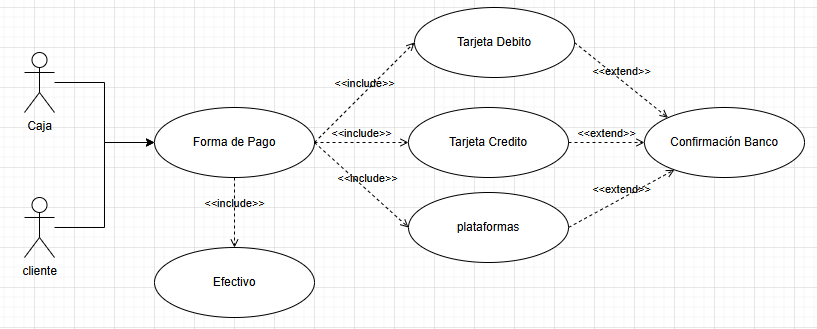 Tarjeta Debito
<<extend>>
<<include>>
Caja
Forma de Pago
<<include>>
Tarjeta Credito
<<extend>>
Confirmación Banco
<<include>>
<<extend>>
<<include>>
plataformas
cliente
Efectivo